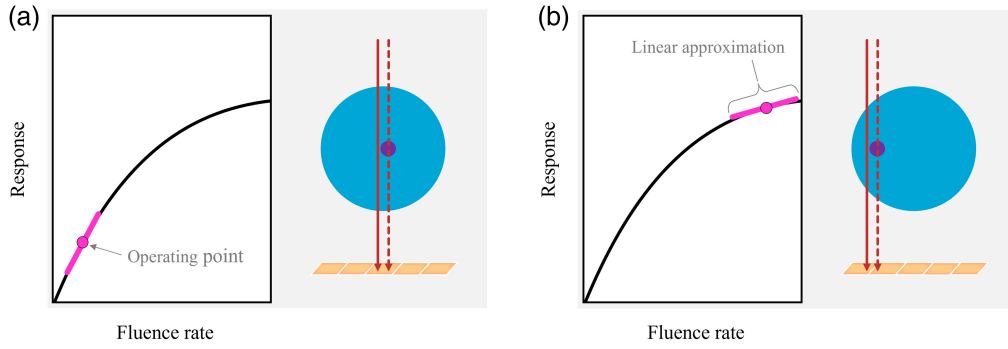 (a)
Response
Operating point
Fluence rate
(b)
Linear approximation
Response
Fluence rate